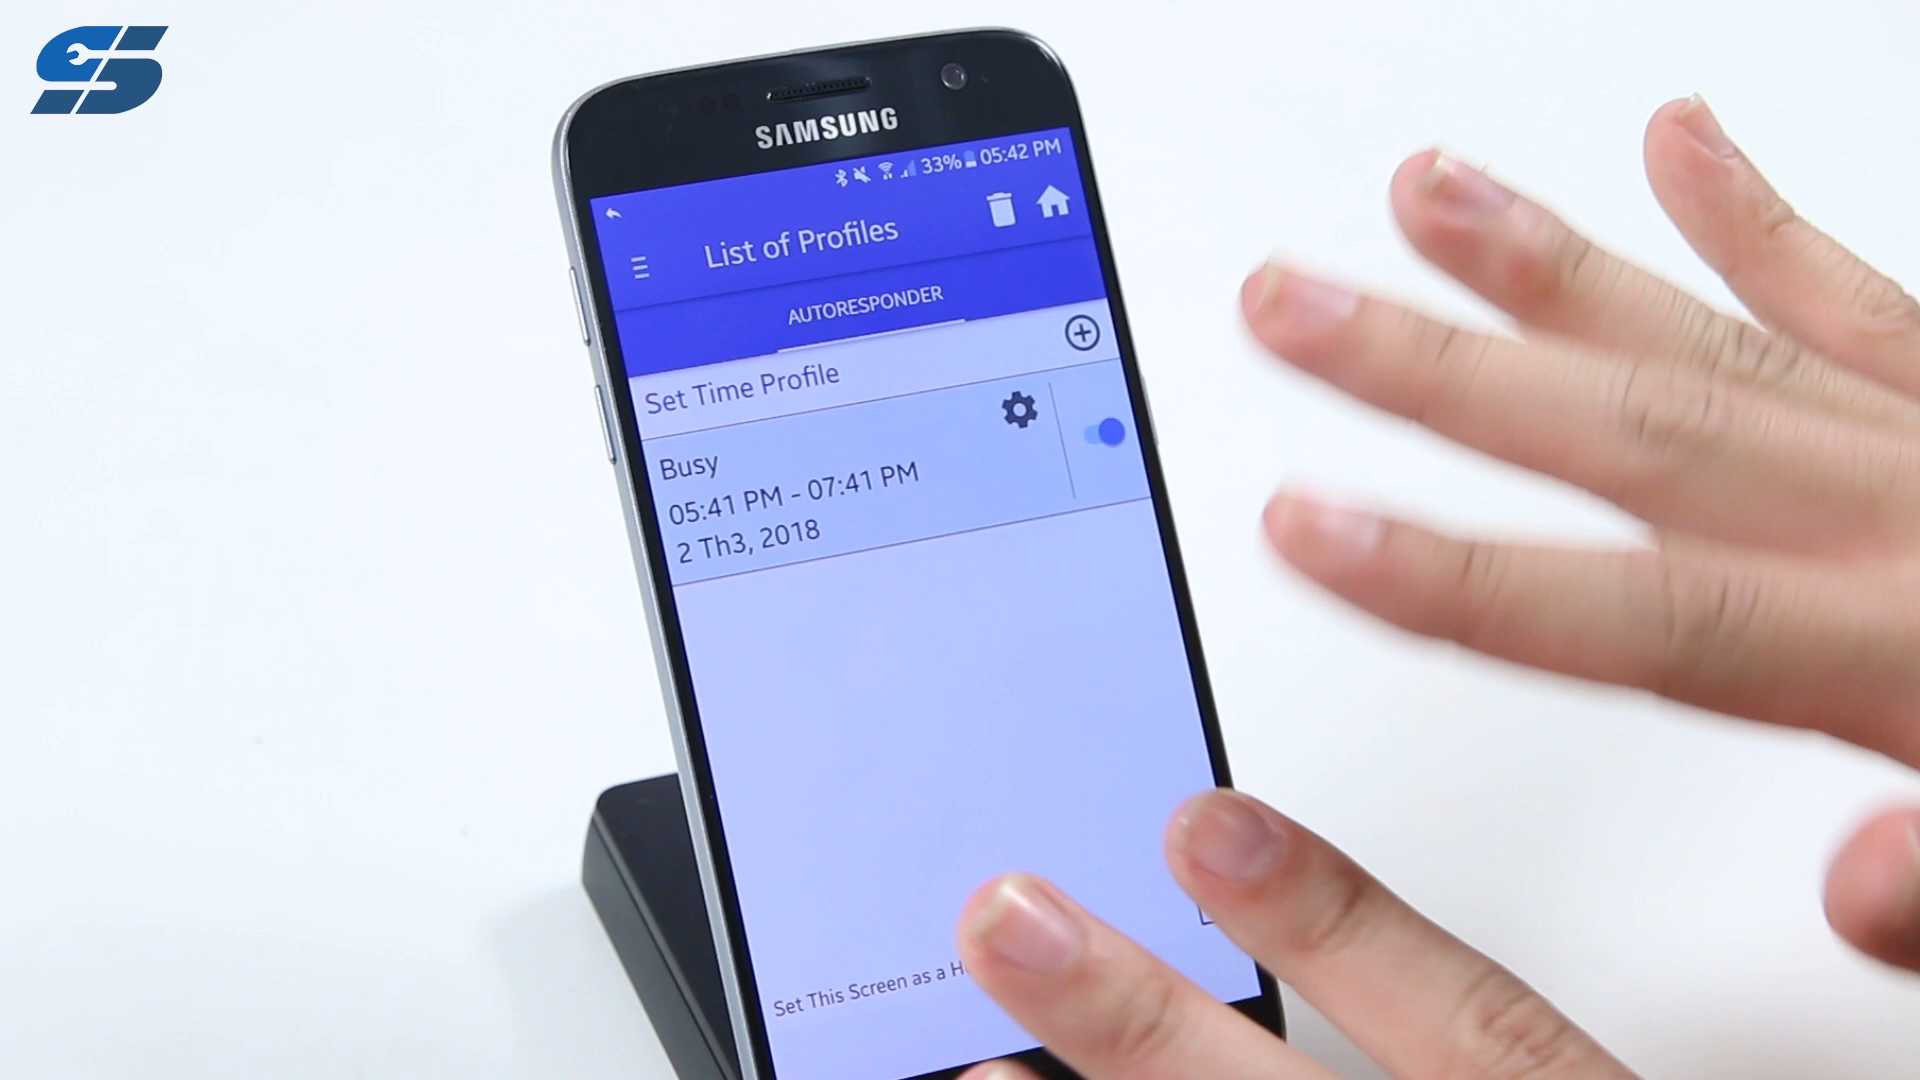 SAMSUNG
33% 05:42 PM
List of Profiles
AUTORESPONDER
Set Time Profile
Busy
05:41 PM - 07:41 PM
2 Th3, 2018
Set This Screen as a